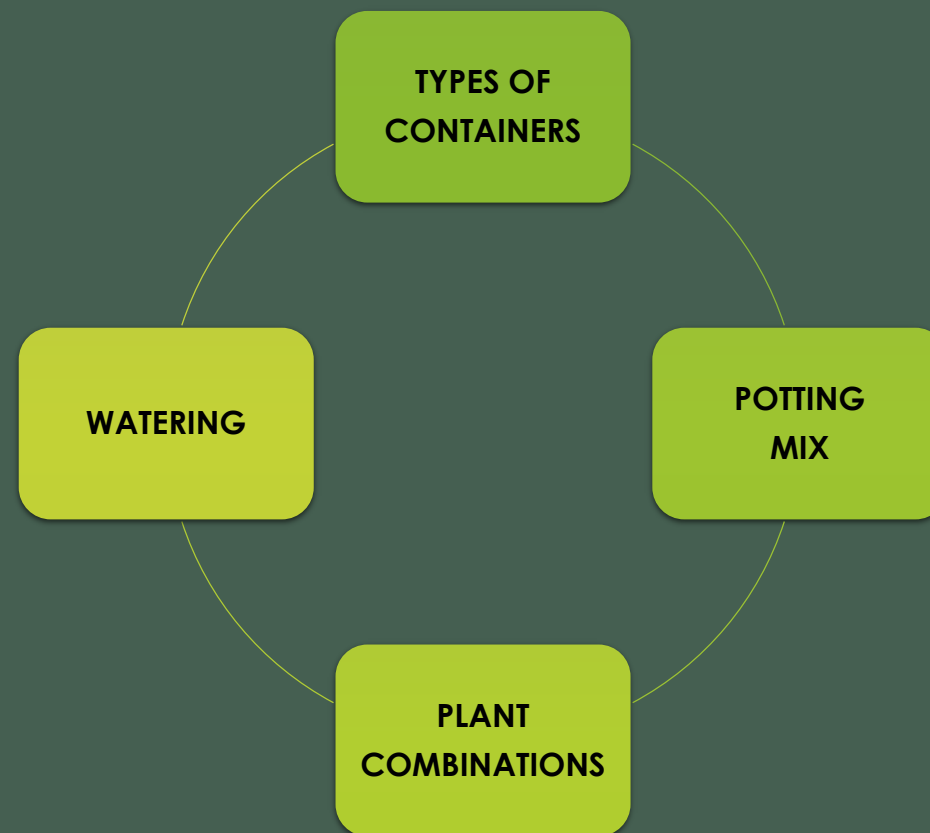 TYPES OF
CONTAINERS
POTTING
MIX
PLANT
COMBINATIONS
WATERING